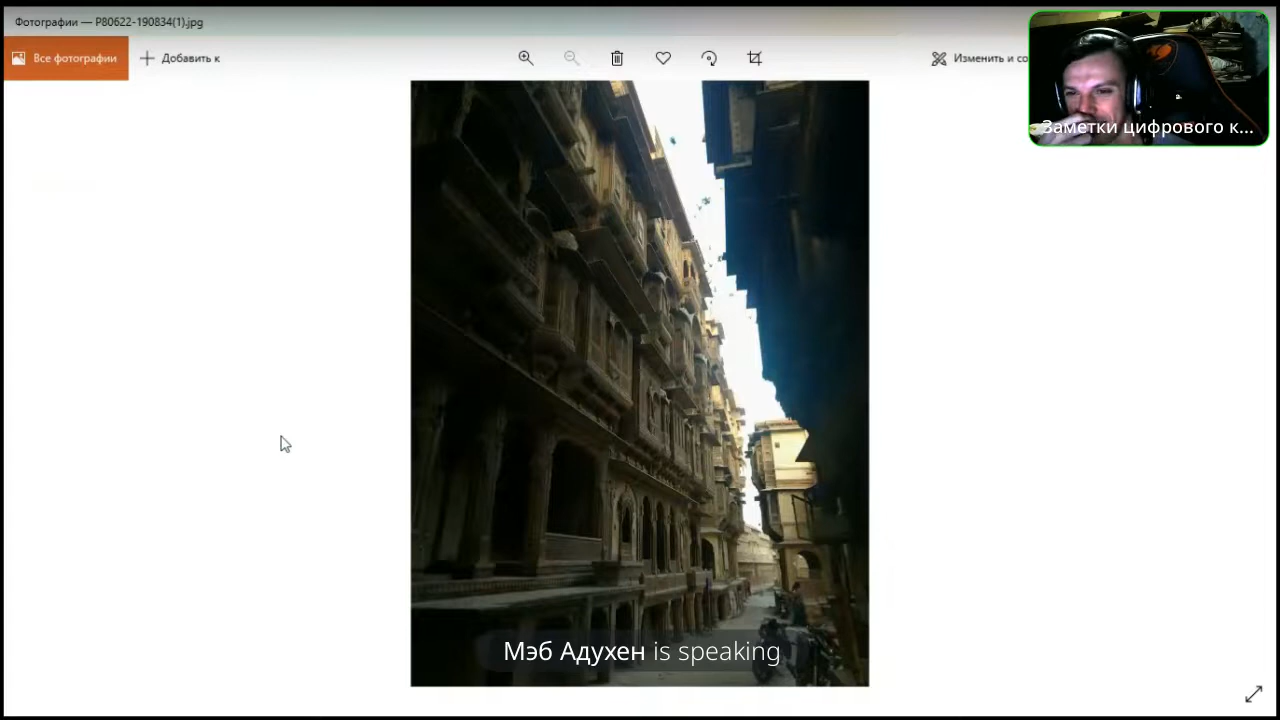 Фотографии — P80622-190834(1).jpg
Все фотографии
Добавить к
Изменить и со
Заметки цифрового к...
Мэб Адухен is speaking